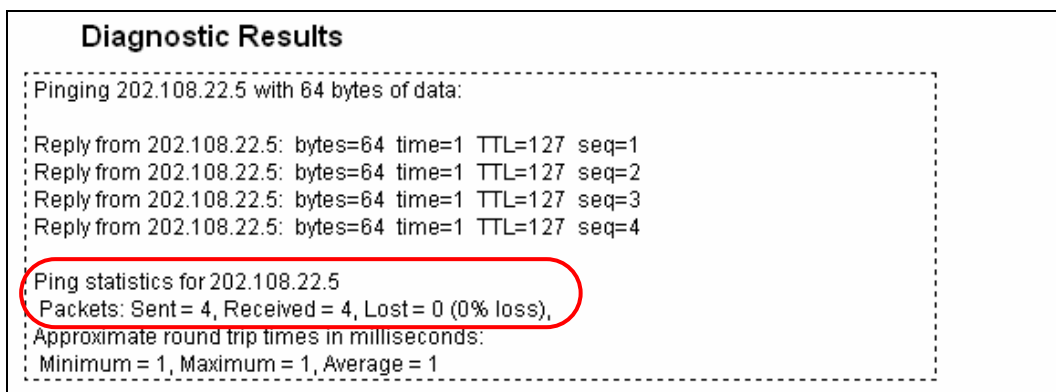 Diagnostic Results
Pinging 202.108.22.5 with 64 bytes of data:
Reply from 202.108.22.5: bytes=64 time=1 TTL=127 seq=1
Reply from 202.108.22.5: bytes=64 time=1 TTL=127 seq=2
Reply from 202.108.22.5: bytes=64 time=1 TTL=127 seq=3
Reply from 202.108.22.5: bytes=64 time=1 TTL=127 seq=4
Ping statistics for 202.108.22.5
Packets: Sent = 4, Received = 4, Lost = 0 (0% loss),
Approximate round trip times in milliseconds:
Minimum = 1, Maximum = 1, Average = 1